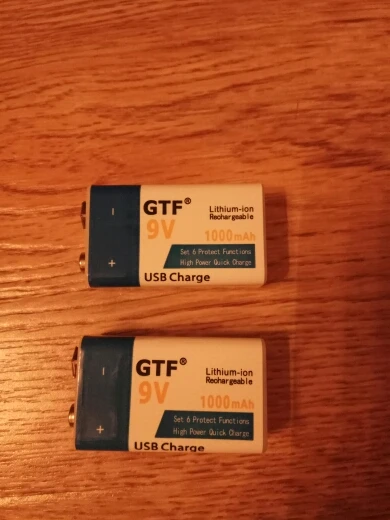 GTF®
Lithium-ion
Rechargeable
9V
1000mAh
-
+
Set 6 Protect Functions
High Power Quick Charge
USB Charge
GTF®
Lithium-ion
Rechargeable
9V
1000mAh
-
+
Set 6 Protect Functions
High Power Quick Charge
USB Charge